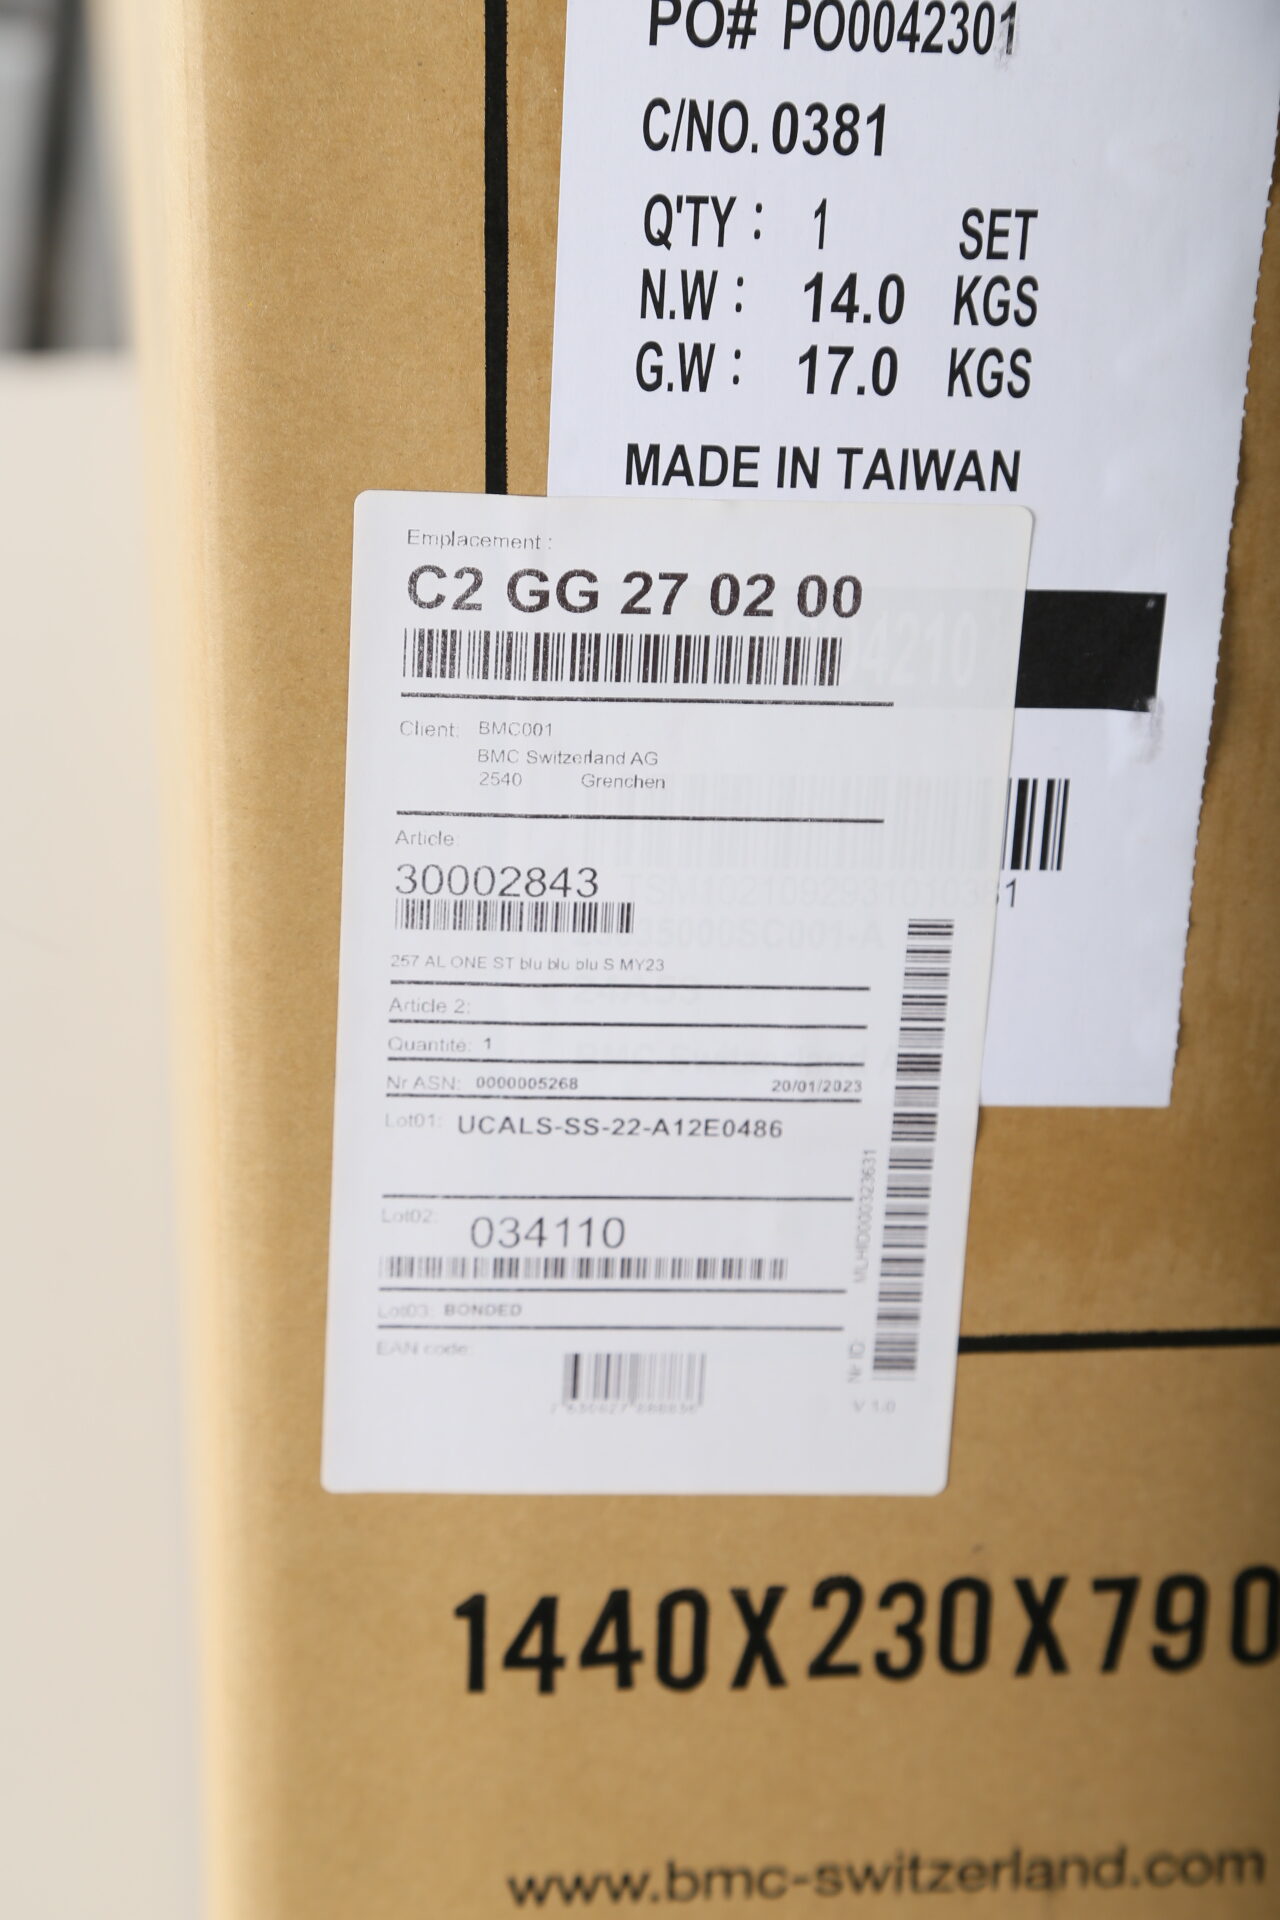 PO# PO0042301
C/NO. 0381
Q'TY : 1 SET
N.W : 14.0 KGS
G.W : 17.0 KGS
MADE IN TAIWAN
Emplacement :
C2 GG 27 02 00
Client: BMC001
BMC Switzerland AG
2540 Grenchen
Article:
30002843
257 AL ONE ST blu blu blu S MY23
Article 2:
Quantité: 1
Nr ASN: 0000005268 20/01/2023
Lot01: UCALS-SS-22-A12E0486
Lot02: 034110
Lot03: BONDED
EAN code:
Nr ID: MLHID000323631
V 1.0
1440X230X790
www.bmc-switzerland.com